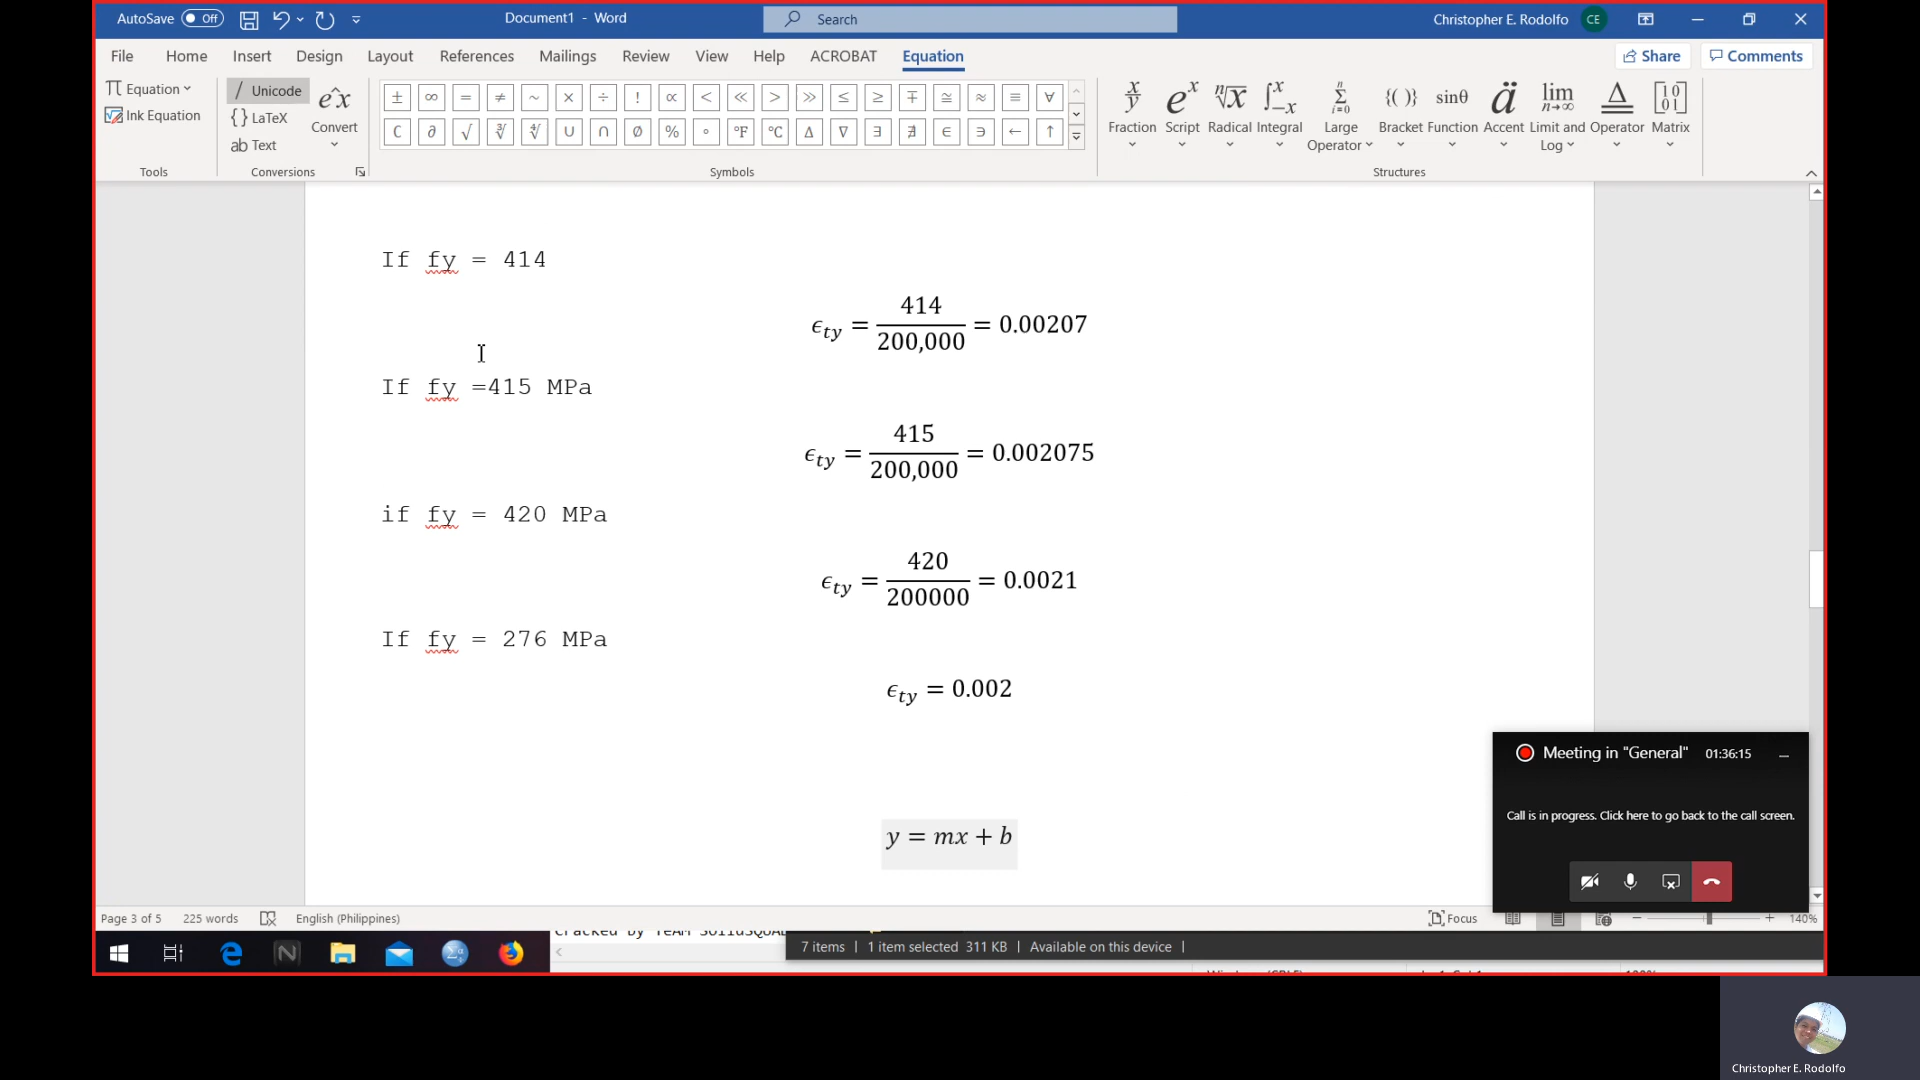 AutoSave Off Document1 - Word Search Christopher E. Rodolfo CE
File Home Insert Design Layout References Mailings Review View Help ACROBAT Equation Share Comments
Equation Unicode LaTeX ab Text Convert
Ink Equation
± ∞ = ≠ ~ × ÷ ! ∝ < ≪ > ≫ ≤ ≥ ∓ ≅ ≈ ≡ ∀
∁ ∂ √ ∛ ∜ ∪ ∩ ∅ % ° °F °C ∆ ∇ ∃ ∄ ∈ ∋ ← ↑
Fraction Script Radical Integral Large Operator Bracket Function Accent Limit and Log Operator Matrix
Tools Conversions Symbols Structures
If fy = 414
ϵty = 414/200,000 = 0.00207
If fy =415 MPa
ϵty = 415/200,000 = 0.002075
if fy = 420 MPa
ϵty = 420/200000 = 0.0021
If fy = 276 MPa
ϵty = 0.002
y = mx + b
Meeting in "General" 01:36:15
Call is in progress. Click here to go back to the call screen.
Page 3 of 5 225 words English (Philippines) Focus 140%
7 items 1 item selected 311 KB Available on this device
Christopher E. Rodolfo